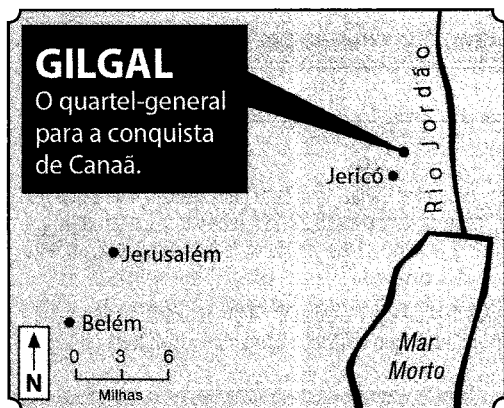 GILGAL
O quartel-general
para a conquista
de Canaã.
Rio Jordão
Jericó
Jerusalém
Belém
Mar
Morto
0 3 6
Milhas
N